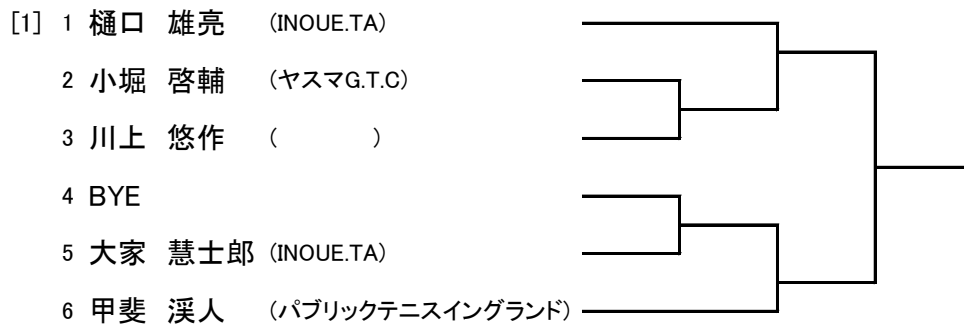 [1] 1 樋口 雄亮 (INOUE.TA)
2 小堀 啓輔 (ヤスマG.T.C)
3 川上 悠作 ( )
4 BYE
5 大家 慧士郎 (INOUE.TA)
6 甲斐 渓人 (パブリックテニスイングランド)